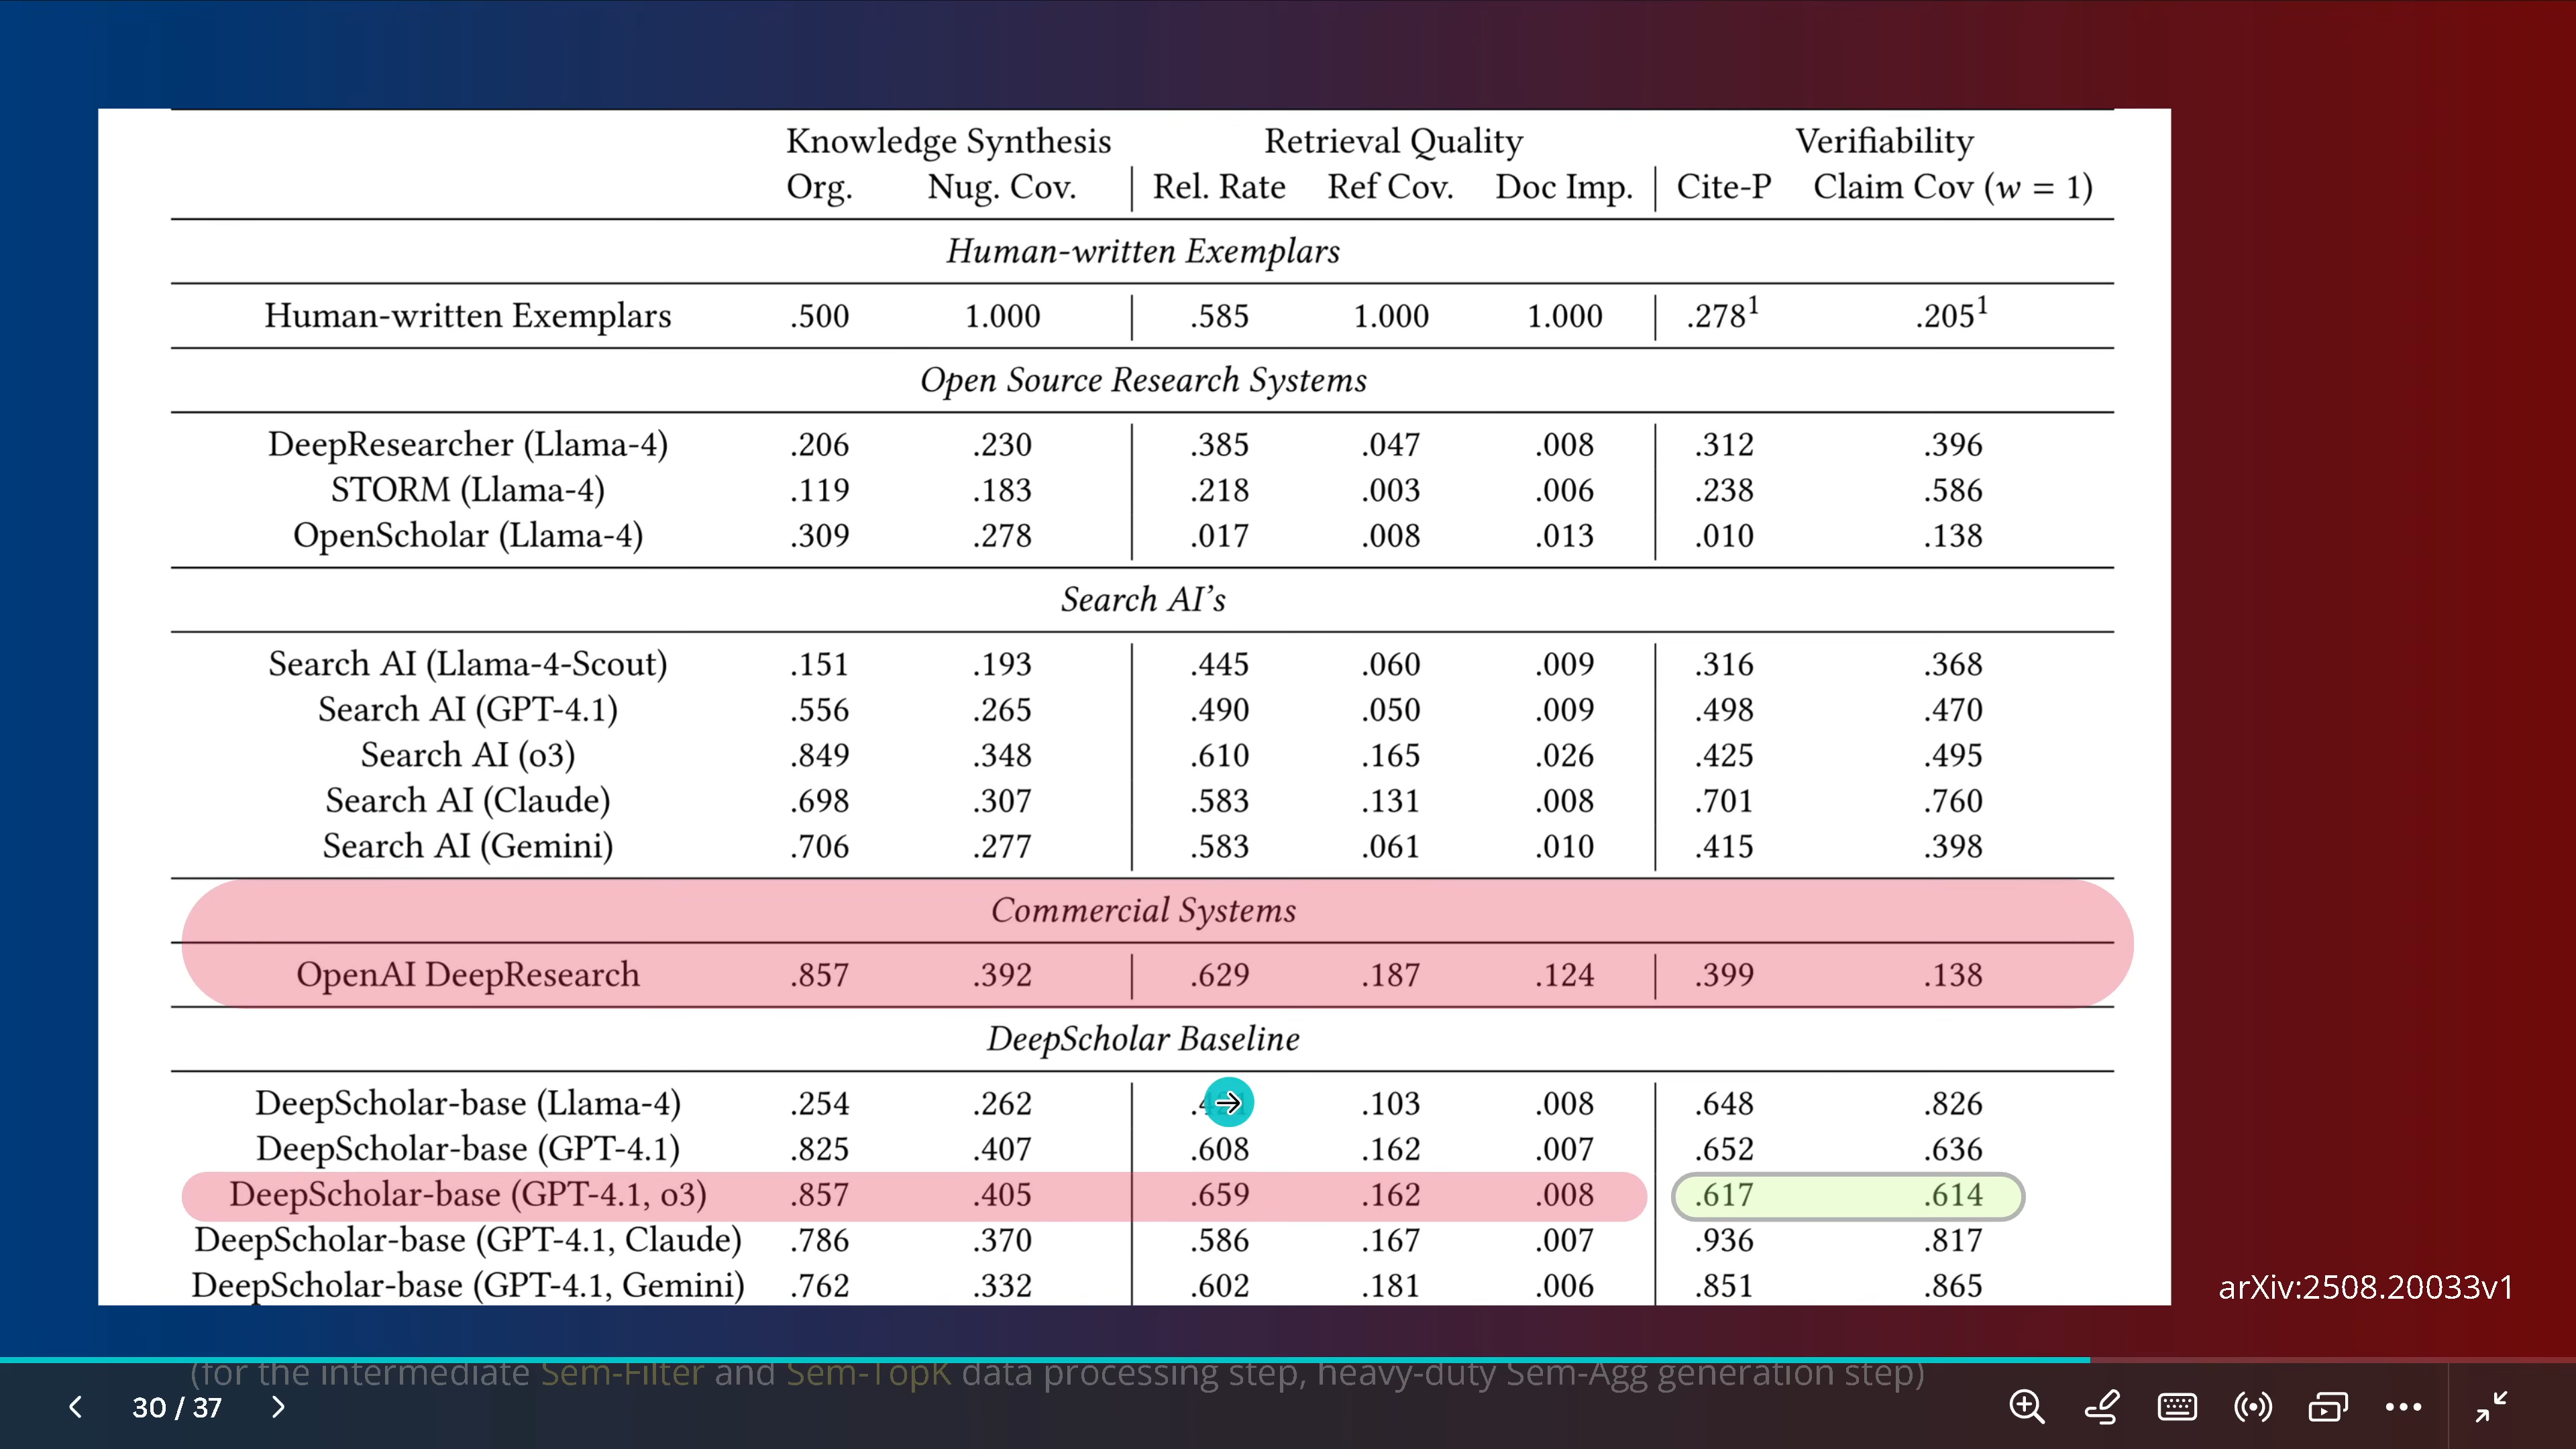 Knowledge Synthesis Retrieval Quality Verifiability
Org. Nug. Cov. Rel. Rate Ref Cov. Doc Imp. Cite-P Claim Cov (w = 1)
Human-written Exemplars
Human-written Exemplars .500 1.000 .585 1.000 1.000 .278¹ .205¹
Open Source Research Systems
DeepResearcher (Llama-4) .206 .230 .385 .047 .008 .312 .396
STORM (Llama-4) .119 .183 .218 .003 .006 .238 .586
OpenScholar (Llama-4) .309 .278 .017 .008 .013 .010 .138
Search AI's
Search AI (Llama-4-Scout) .151 .193 .445 .060 .009 .316 .368
Search AI (GPT-4.1) .556 .265 .490 .050 .009 .498 .470
Search AI (o3) .849 .348 .610 .165 .026 .425 .495
Search AI (Claude) .698 .307 .583 .131 .008 .701 .760
Search AI (Gemini) .706 .277 .583 .061 .010 .415 .398
Commercial Systems
OpenAI DeepResearch .857 .392 .629 .187 .124 .399 .138
DeepScholar Baseline
DeepScholar-base (Llama-4) .254 .262 .103 .008 .648 .826
DeepScholar-base (GPT-4.1) .825 .407 .608 .162 .007 .652 .636
DeepScholar-base (GPT-4.1, o3) .857 .405 .659 .162 .008 .617 .614
DeepScholar-base (GPT-4.1, Claude) .786 .370 .586 .167 .007 .936 .817
DeepScholar-base (GPT-4.1, Gemini) .762 .332 .602 .181 .006 .851 .865
arXiv:2508.20033v1
(for the intermediate Sem-Filter and Sem-TopK data processing step, heavy-duty Sem-Agg generation step)
30 / 37